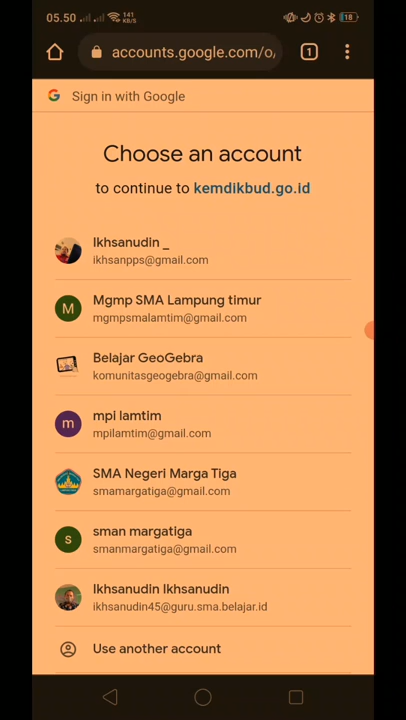 05.50 141 KB/S 18
accounts.google.com/o/ 1
G Sign in with Google
Choose an account
to continue to kemdikbud.go.id
Ikhsanudin _
ikhsanpps@gmail.com
M Mgmp SMA Lampung timur
mgmpsmalamtim@gmail.com
Belajar GeoGebra
komunitasgeogebra@gmail.com
m mpi lamtim
mpilamtim@gmail.com
SMA Negeri Marga Tiga
smamargatiga@gmail.com
s sman margatiga
smanmargatiga@gmail.com
Ikhsanudin Ikhsanudin
ikhsanudin45@guru.sma.belajar.id
Use another account